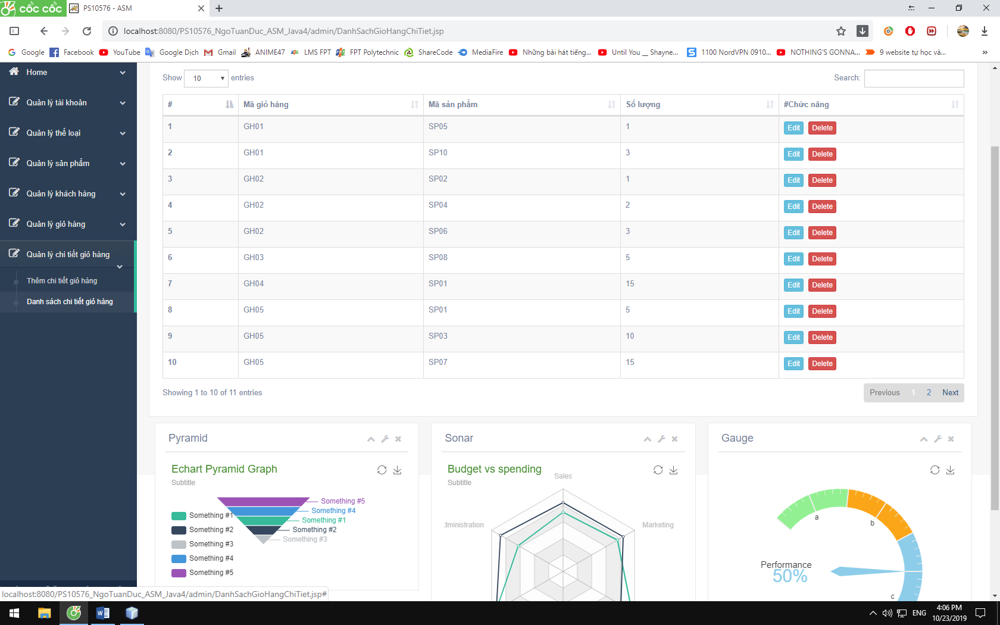 cốc cốc
PS10576 - ASM
localhost:8080/PS10576_NgoTuanDuc_ASM_Java4/admin/DanhSachGioHangChiTiet.jsp
Google Facebook YouTube Google Dịch Gmail ANIME47 LMS FPT FPT Polytechnic ShareCode MediaFire Những bài hát tiếng... Until You __ Shayne... 1100 NordVPN 0910... NOTHING'S GONNA... 9 website tự học và... »
Home
Quản lý tài khoản
Quản lý thể loại
Quản lý sản phẩm
Quản lý khách hàng
Quản lý giỏ hàng
Quản lý chi tiết giỏ hàng
Thêm chi tiết giỏ hàng
Danh sách chi tiết giỏ hàng
Show 10 entries
Search:
# Mã giỏ hàng Mã sản phẩm Số lượng #Chức năng
1 GH01 SP05 1 Edit Delete
2 GH01 SP10 3 Edit Delete
3 GH02 SP02 1 Edit Delete
4 GH02 SP04 2 Edit Delete
5 GH02 SP06 3 Edit Delete
6 GH03 SP08 5 Edit Delete
7 GH04 SP01 15 Edit Delete
8 GH05 SP01 5 Edit Delete
9 GH05 SP03 10 Edit Delete
10 GH05 SP07 15 Edit Delete
Showing 1 to 10 of 11 entries
Previous 1 2 Next
Pyramid
Echart Pyramid Graph
Subtitle
Something #1
Something #2
Something #3
Something #4
Something #5
Something #5
Something #4
Something #1
Something #2
Something #3
Sonar
Budget vs spending
Subtitle
Sales
dministration
Marketing
Gauge
a
b
c
Performance
50%
localhost:8080/PS10576_NgoTuanDuc_ASM_Java4/admin/DanhSachGioHangChiTiet.jsp#
ENG
4:06 PM
10/23/2019